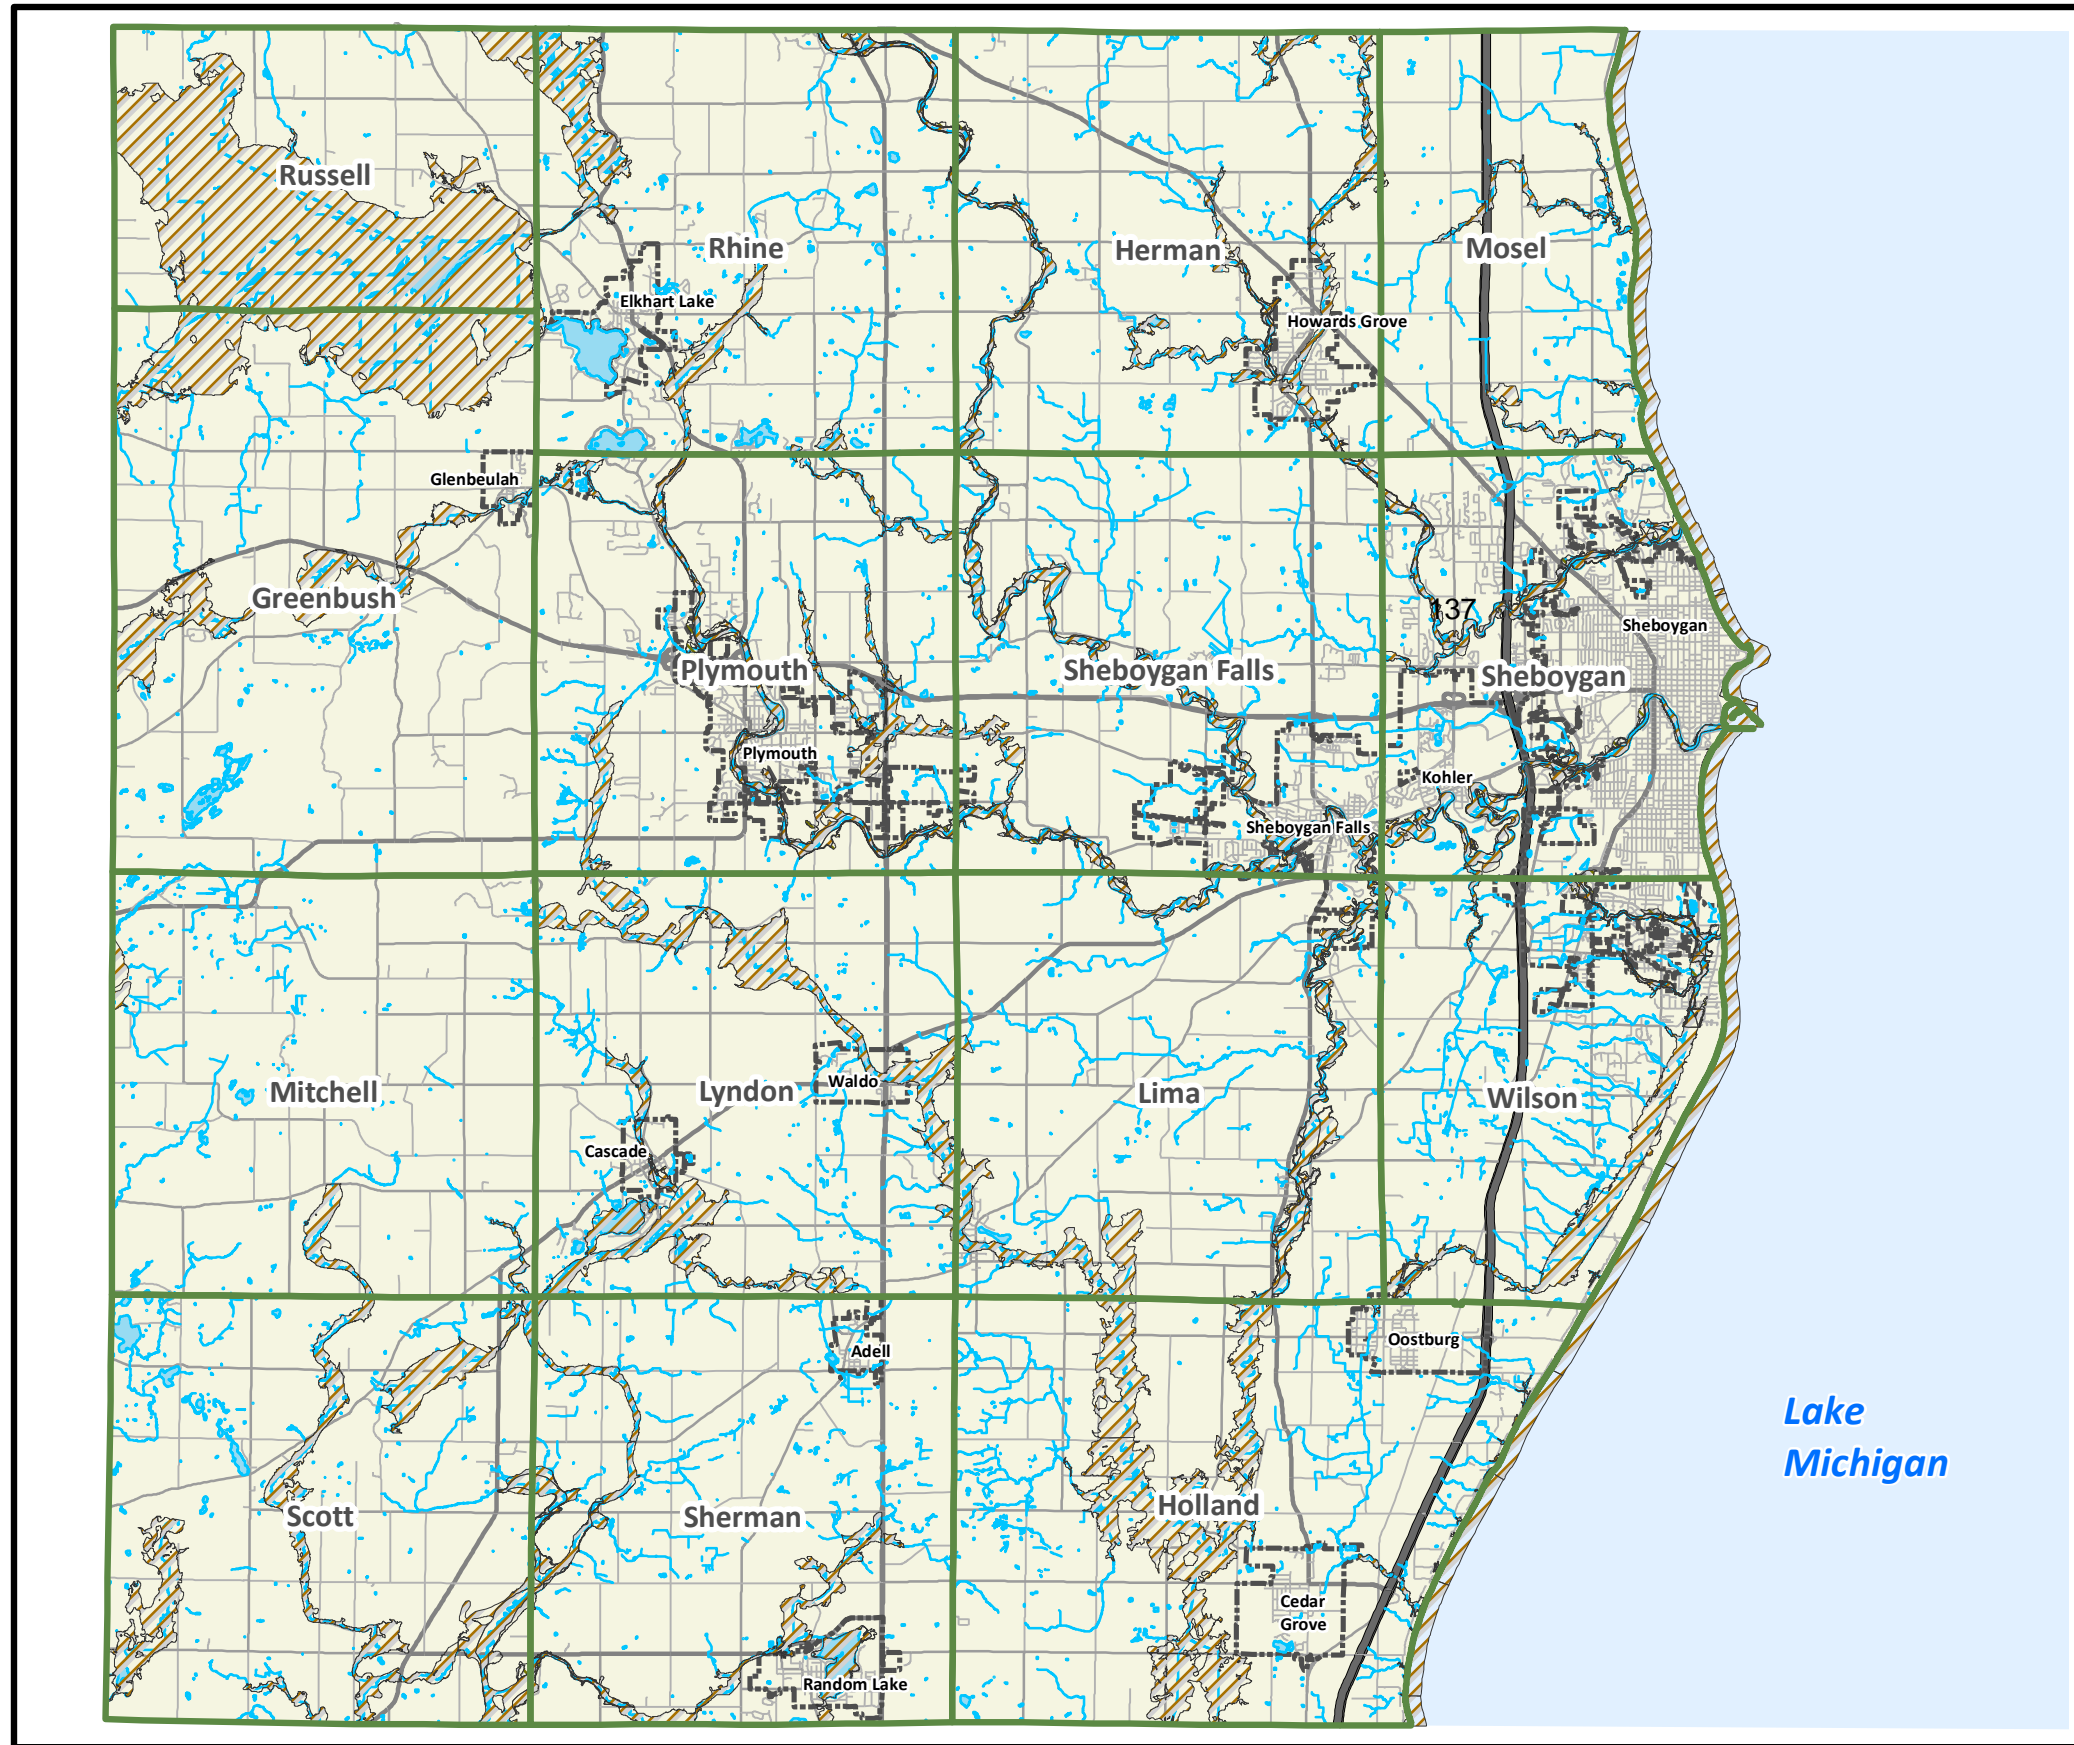 Russell
Rhine
Herman
Mosel
Elkhart Lake
Howards Grove
Glenbeulah
Greenbush
137
Sheboygan
Plymouth
Sheboygan Falls
Sheboygan
Plymouth
Kohler
Sheboygan Falls
Mitchell
Lyndon
Waldo
Lima
Wilson
Cascade
Adell
Oostburg
Lake
Michigan
Scott
Sherman
Holland
Cedar
Grove
Random Lake